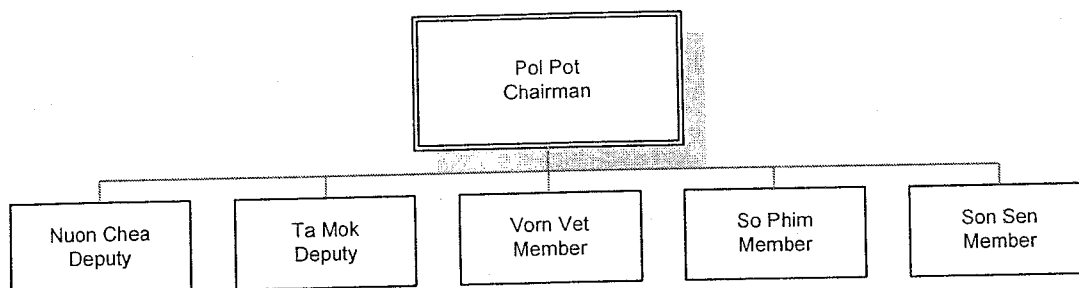 Pol Pot
Chairman
Nuon Chea
Deputy
Ta Mok
Deputy
Vorn Vet
Member
So Phim
Member
Son Sen
Member